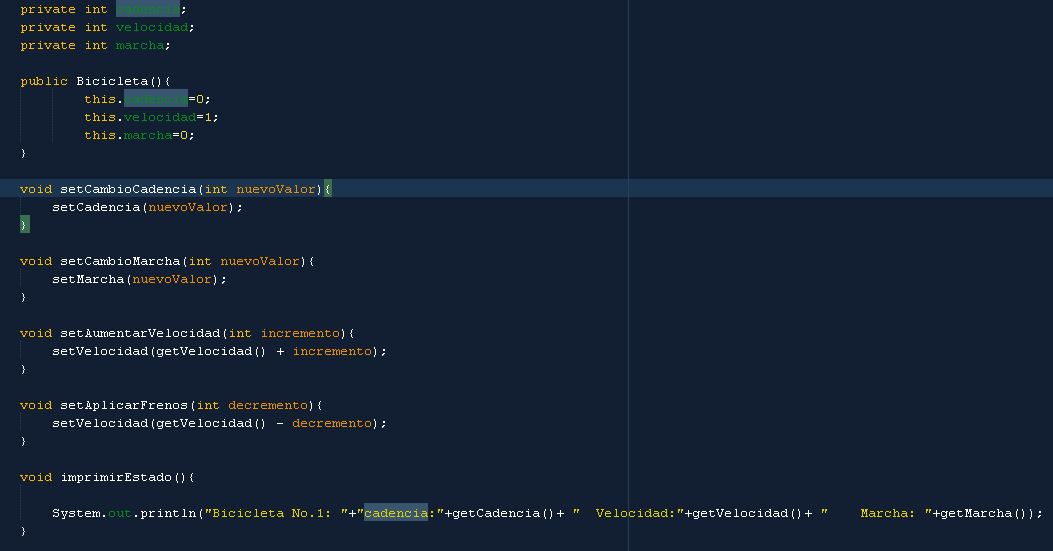 private int cadencia;
private int velocidad;
private int marcha;
public Bicicleta(){
this.cadencia=0;
this.velocidad=1;
this.marcha=0;
}
void setCambioCadencia(int nuevoValor){
setCadencia(nuevoValor);
}
void setCambioMarcha(int nuevoValor){
setMarcha(nuevoValor);
}
void setAumentarVelocidad(int incremento){
setVelocidad(getVelocidad() + incremento);
}
void setAplicarFrenos(int decremento){
setVelocidad(getVelocidad() - decremento);
}
void imprimirEstado(){
System.out.println("Bicicleta No.1: "+"cadencia:"+getCadencia()+ "  Velocidad:"+getVelocidad()+ "    Marcha: "+getMarcha());
}